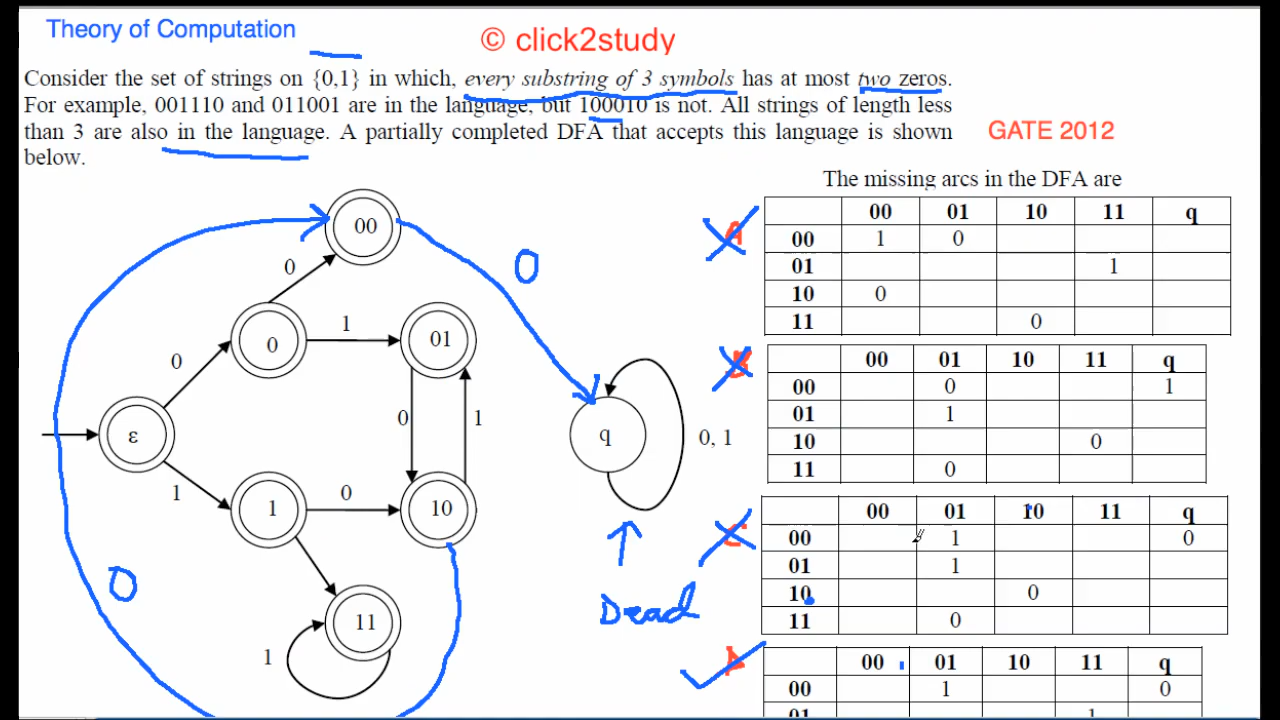 Theory of Computation
© click2study
Consider the set of strings on {0,1} in which, every substring of 3 symbols has at most two zeros.
For example, 001110 and 011001 are in the language, but 100010 is not. All strings of length less
than 3 are also in the language. A partially completed DFA that accepts this language is shown
below.
GATE 2012
The missing arcs in the DFA are
00
0
0
1
0
01
0
ε
0
1
q
0, 1
1
1
0
10
0
11
1
Dead
A
00 01 10 11 q
00 1 0
01 1
10 0
11 0
B
00 01 10 11 q
00 0 1
01 1
10 0
11 0
C
00 01 10 11 q
00 1 0
01 1
10 0
11 0
00 01 10 11 q
00 1 0
01 1